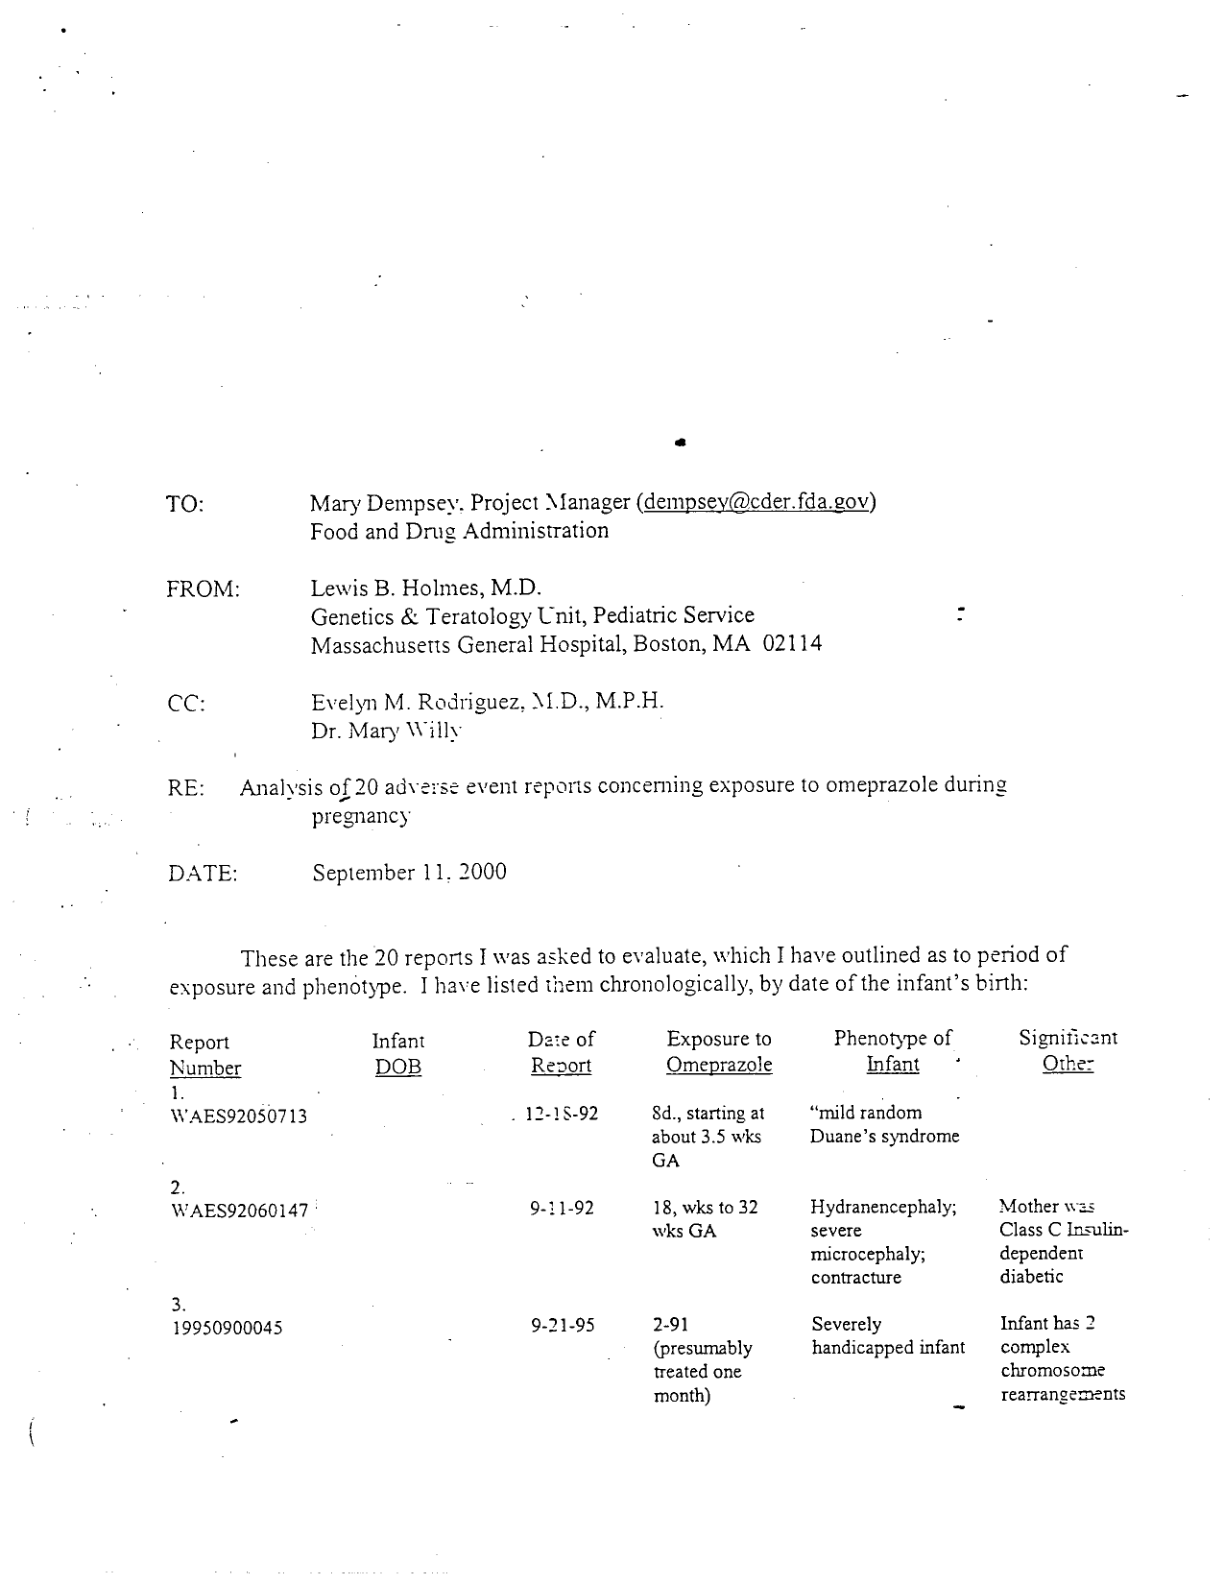 TO: Mary Dempsey, Project Manager (dempsey@cder.fda.gov)
Food and Drug Administration
FROM: Lewis B. Holmes, M.D.
Genetics & Teratology Unit, Pediatric Service
Massachusetts General Hospital, Boston, MA 02114
CC: Evelyn M. Rodriguez, M.D., M.P.H.
Dr. Mary Willy
RE: Analysis of 20 adverse event reports concerning exposure to omeprazole during
pregnancy
DATE: September 11, 2000
These are the 20 reports I was asked to evaluate, which I have outlined as to period of
exposure and phenotype. I have listed them chronologically, by date of the infant's birth:
Report Infant Date of Exposure to Phenotype of Significant
Number DOB Report Omeprazole Infant Other
1.
WAES92050713 12-18-92 8d., starting at "mild random
about 3.5 wks Duane's syndrome
GA
2.
WAES92060147 9-11-92 18, wks to 32 Hydranencephaly; Mother was
wks GA severe Class C Insulin-
microcephaly; dependent
contracture diabetic
3.
19950900045 9-21-95 2-91 Severely Infant has 2
(presumably handicapped infant complex
treated one chromosome
month) rearrangements